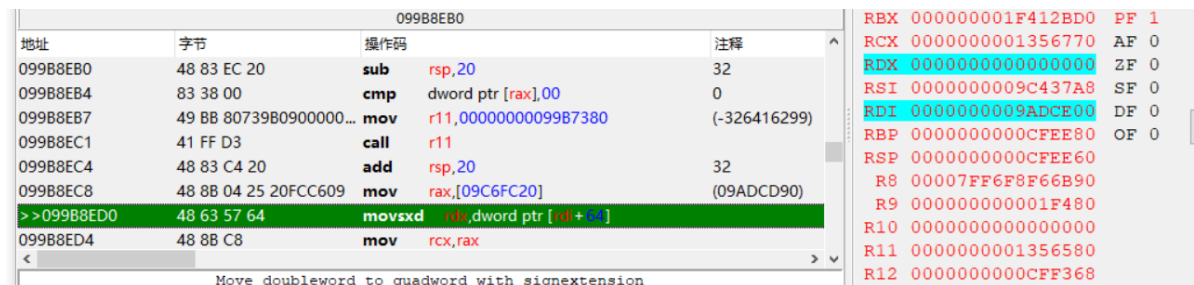 099B8EB0
地址 字节 操作码 注释
099B8EB0 48 83 EC 20 sub rsp,20 32
099B8EB4 83 38 00 cmp dword ptr [rax],00 0
099B8EB7 49 BB 80739B0900000... mov r11,00000000099B7380 (-326416299)
099B8EC1 41 FF D3 call r11
099B8EC4 48 83 C4 20 add rsp,20 32
099B8EC8 48 8B 04 25 20FCC609 mov rax,[09C6FC20] (09ADCD90)
>>099B8ED0 48 63 57 64 movsxd rdx,dword ptr [rdi+64]
099B8ED4 48 8B C8 mov rcx,rax
Move doubleword to quadword with signextension
RBX 000000001F412BD0 PF 1
RCX 0000000001356770 AF 0
RDX 0000000000000000 ZF 0
RSI 0000000009C437A8 SF 0
RDI 0000000009ADCE00 DF 0
RBP 0000000000CFEE80 OF 0
RSP 0000000000CFEE60
R8 00007FF6F8F66B90
R9 000000000001F480
R10 0000000000000000
R11 0000000001356580
R12 0000000000CFF368